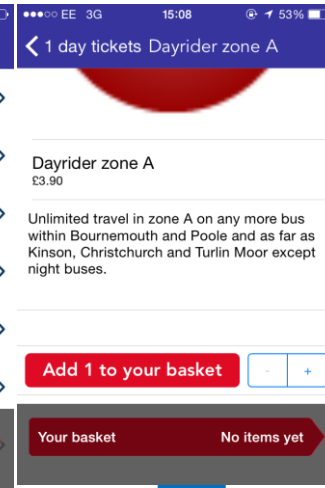 EE 3G 15:08 53%
1 day tickets Dayrider zone A
Dayrider zone A
£3.90
Unlimited travel in zone A on any more bus
within Bournemouth and Poole and as far as
Kinson, Christchurch and Turlin Moor except
night buses.
Add 1 to your basket - +
Your basket No items yet